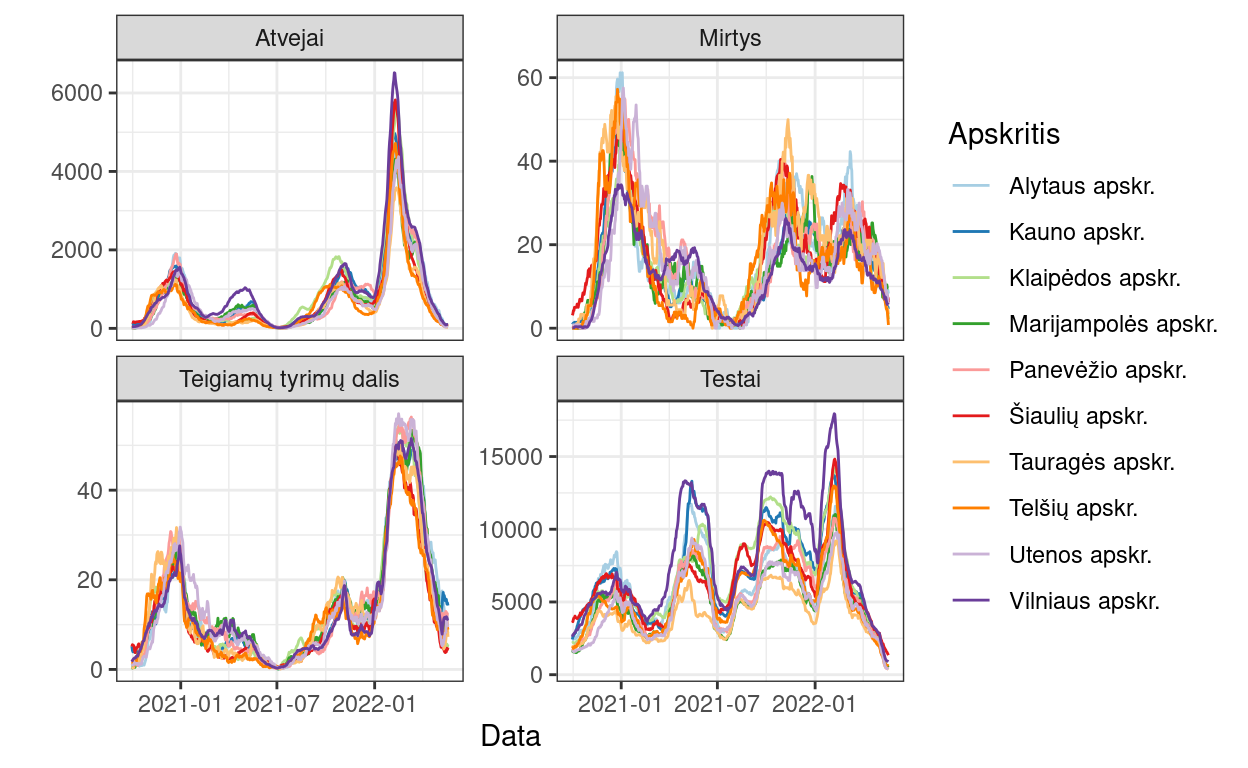 Atvejai
Mirtys
6000
4000
2000
0
60
40
20
0
Teigiamų tyrimų dalis
Testai
40
20
0
15000
10000
5000
0
2021-01 2021-07 2022-01
2021-01 2021-07 2022-01
Data
Apskritis
Alytaus apskr.
Kauno apskr.
Klaipėdos apskr.
Marijampolės apskr.
Panevėžio apskr.
Šiaulių apskr.
Tauragės apskr.
Telšių apskr.
Utenos apskr.
Vilniaus apskr.